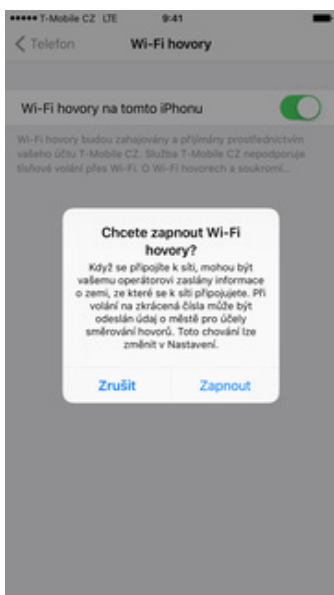 T-Mobile CZ LTE 9:41
Telefon Wi-Fi hovory
Wi-Fi hovory na tomto iPhonu
Wi-Fi hovory budou zahajovány a přijímány prostřednictvím
vašeho účtu T-Mobile CZ. Služba T-Mobile CZ nepodporuje
tísňové volání přes Wi-Fi. O Wi-Fi hovorech a soukromí...
Chcete zapnout Wi-Fi
hovory?
Když se připojíte k síti, mohou být
vašemu operátorovi zaslány informace
o zemi, ze které se k síti připojujete. Při
volání na zkrácená čísla může být
odeslán údaj o městě pro účely
směrování hovorů. Toto chování lze
změnit v Nastavení.
Zrušit Zapnout